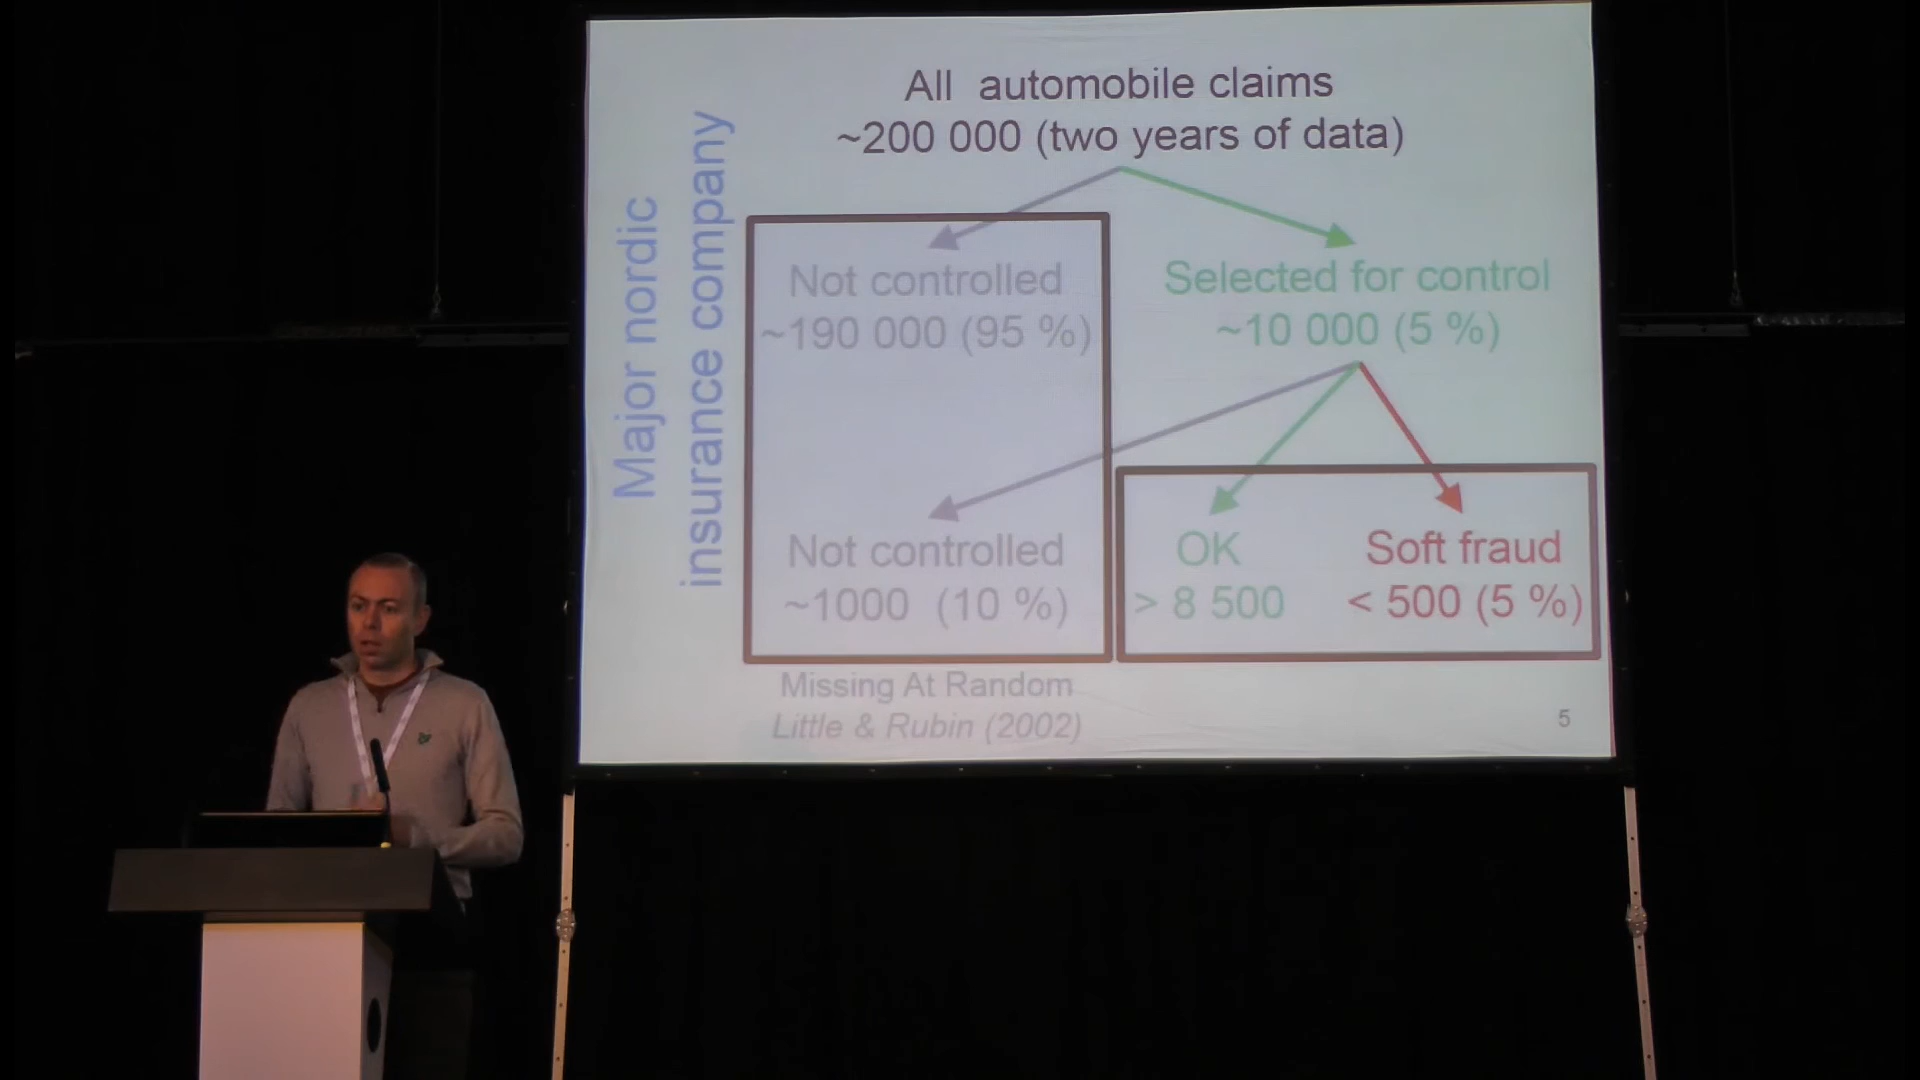 Major nordic
insurance company
All automobile claims
~200 000 (two years of data)
Not controlled
~190 000 (95 %)
Selected for control
~10 000 (5 %)
Not controlled
~1000 (10 %)
OK
> 8 500
Soft fraud
< 500 (5 %)
Missing At Random
Little & Rubin (2002)
5